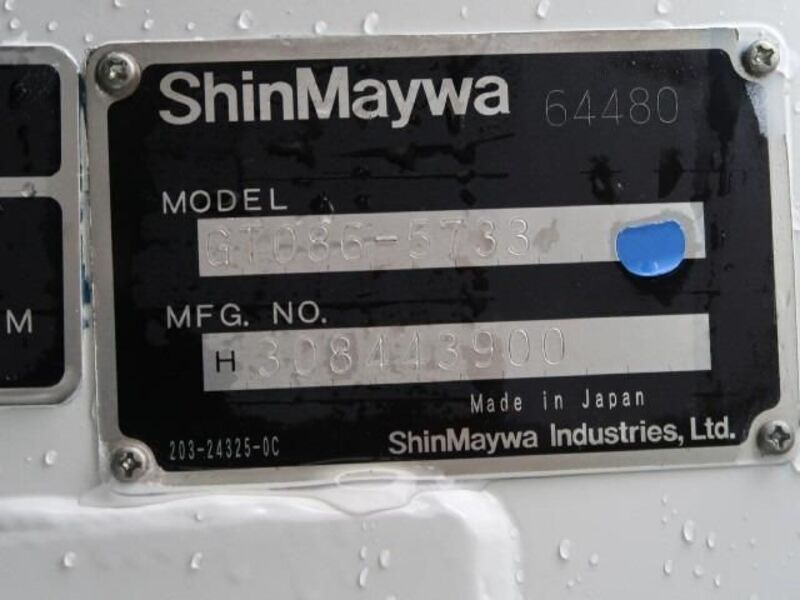 ShinMaywa 64480
MODEL
GT086-5733
MFG. NO.
H 308443900
Made in Japan
203-24325-0C
ShinMaywa Industries, Ltd.
M